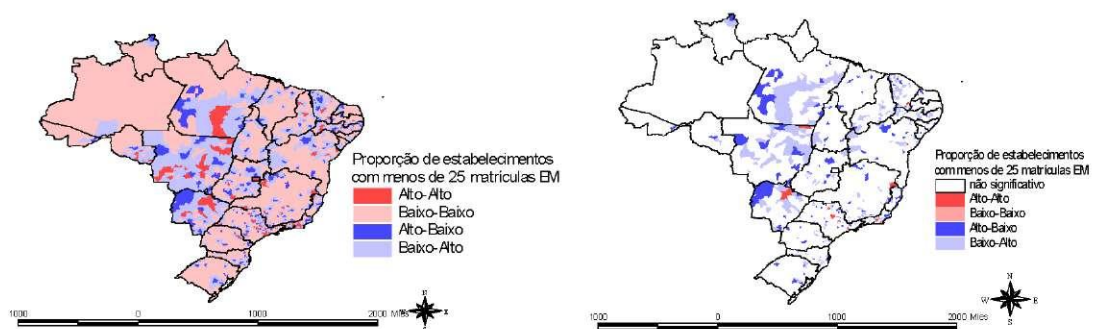 Proporção de estabelecimentos
com menos de 25 matrículas EM
Alto-Alto
Baixo-Baixo
Alto-Baixo
Baixo-Alto
1000 0 1000 2000 Miles
Proporção de estabelecimentos
com menos de 25 matrículas EM
não significativo
Alto-Alto
Baixo-Baixo
Alto-Baixo
Baixo-Alto
N
W E
S
1000 0 1000 2000 Miles